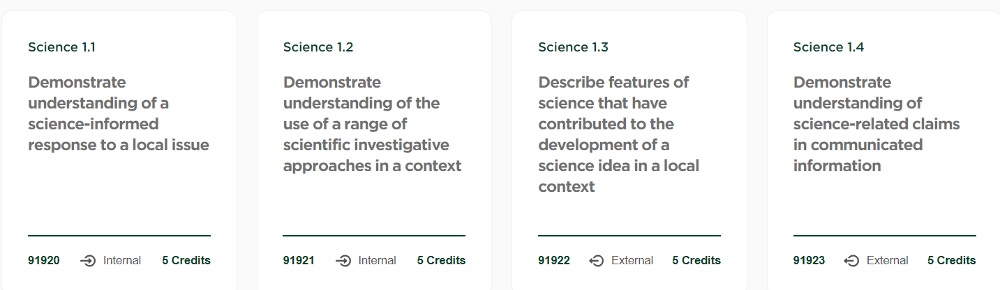 Science 1.1
Demonstrate
understanding of a
science-informed
response to a local issue
91920 Internal 5 Credits
Science 1.2
Demonstrate
understanding of the
use of a range of
scientific investigative
approaches in a context
91921 Internal 5 Credits
Science 1.3
Describe features of
science that have
contributed to the
development of a
science idea in a local
context
91922 External 5 Credits
Science 1.4
Demonstrate
understanding of
science-related claims
in communicated
information
91923 External 5 Credits